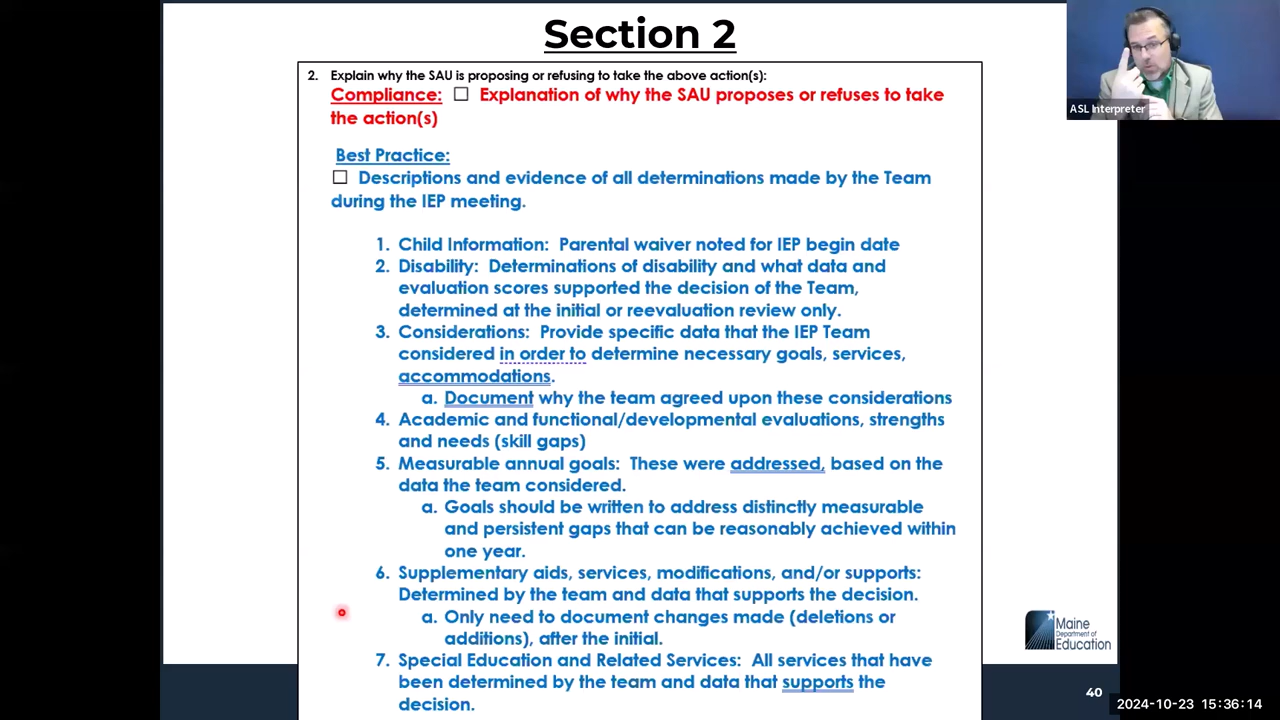 Section 2
ASL Interpreter
2. Explain why the SAU is proposing or refusing to take the above action(s):
Compliance: ☐ Explanation of why the SAU proposes or refuses to take
the action(s)
Best Practice:
☐ Descriptions and evidence of all determinations made by the Team
during the IEP meeting.
1. Child Information: Parental waiver noted for IEP begin date
2. Disability: Determinations of disability and what data and
evaluation scores supported the decision of the Team,
determined at the initial or reevaluation review only.
3. Considerations: Provide specific data that the IEP Team
considered in order to determine necessary goals, services,
accommodations.
a. Document why the team agreed upon these considerations
4. Academic and functional/developmental evaluations, strengths
and needs (skill gaps)
5. Measurable annual goals: These were addressed, based on the
data the team considered.
a. Goals should be written to address distinctly measurable
and persistent gaps that can be reasonably achieved within
one year.
6. Supplementary aids, services, modifications, and/or supports:
Determined by the team and data that supports the decision.
a. Only need to document changes made (deletions or
additions), after the initial.
7. Special Education and Related Services: All services that have
been determined by the team and data that supports the
decision.
Maine
Department of
Education
40
2024-10-23 15:36:14